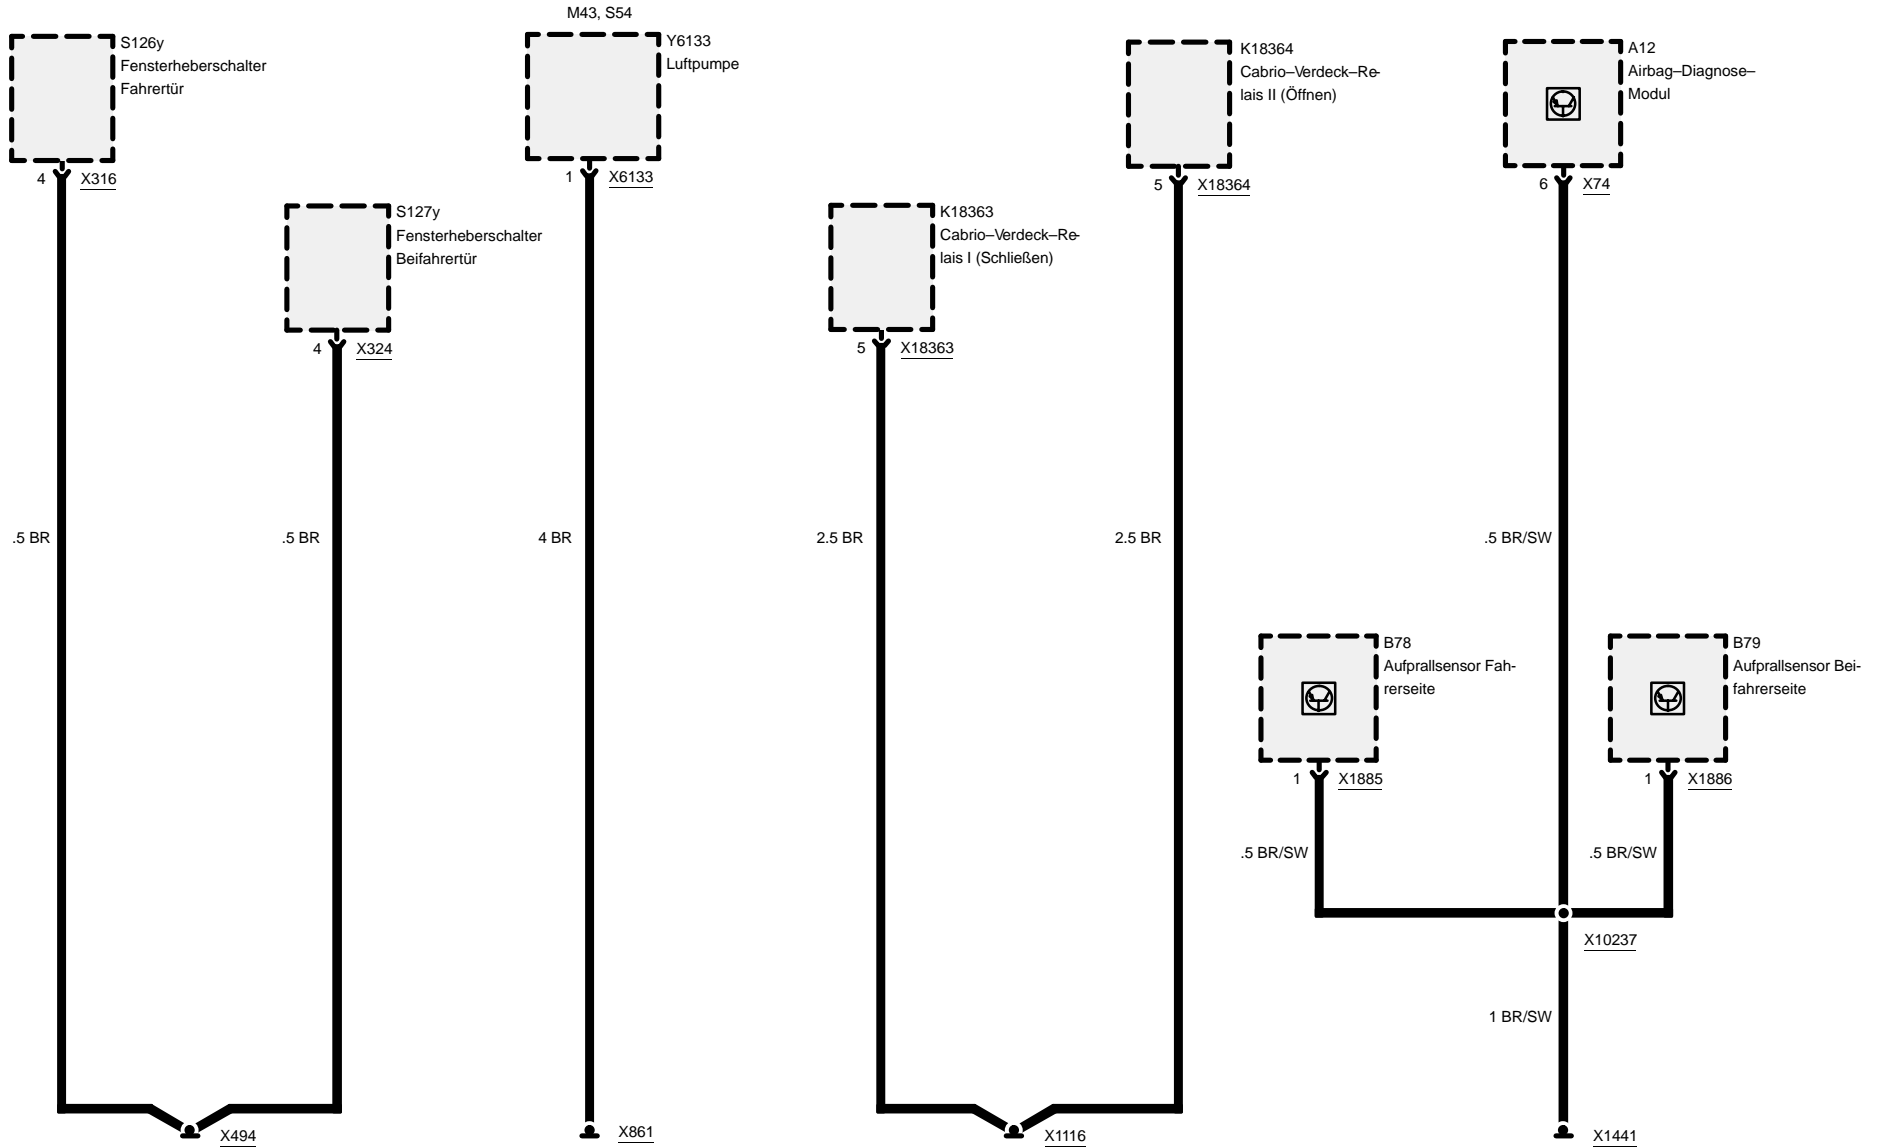 M43, S54
S126y
Fensterheberschalter
Fahrertür
4 X316
Y6133
Luftpumpe
1 X6133
K18364
Cabrio–Verdeck–Re-
lais II (Öffnen)
5 X18364
A12
Airbag–Diagnose–
Modul
6 X74
S127y
Fensterheberschalter
Beifahrertür
4 X324
K18363
Cabrio–Verdeck–Re-
lais I (Schließen)
5 X18363
.5 BR
.5 BR
4 BR
2.5 BR
2.5 BR
.5 BR/SW
B78
Aufprallsensor Fah-
rerseite
1 X1885
B79
Aufprallsensor Bei-
fahrerseite
1 X1886
.5 BR/SW
.5 BR/SW
X10237
1 BR/SW
X494
X861
X1116
X1441